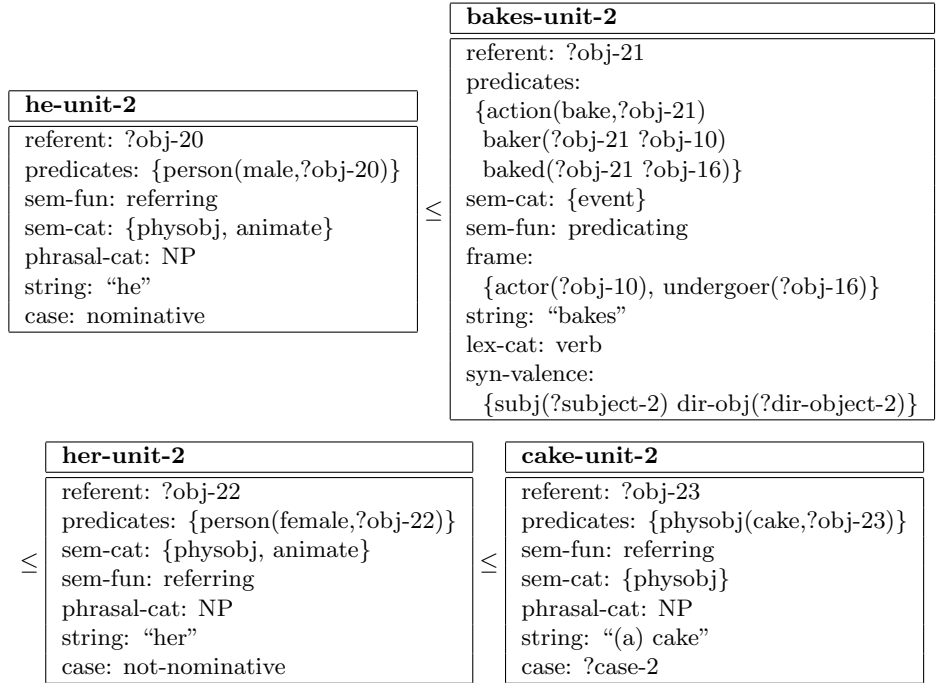 he-unit-2
referent: ?obj-20
predicates: {person(male,?obj-20)}
sem-fun: referring
sem-cat: {physobj, animate}
phrasal-cat: NP
string: “he”
case: nominative
≤
bakes-unit-2
referent: ?obj-21
predicates:
{action(bake,?obj-21)
baker(?obj-21 ?obj-10)
baked(?obj-21 ?obj-16)}
sem-cat: {event}
sem-fun: predicating
frame:
{actor(?obj-10), undergoer(?obj-16)}
string: “bakes”
lex-cat: verb
syn-valence:
{subj(?subject-2) dir-obj(?dir-object-2)}
≤
her-unit-2
referent: ?obj-22
predicates: {person(female,?obj-22)}
sem-cat: {physobj, animate}
sem-fun: referring
phrasal-cat: NP
string: “her”
case: not-nominative
≤
cake-unit-2
referent: ?obj-23
predicates: {physobj(cake,?obj-23)}
sem-fun: referring
sem-cat: {physobj}
phrasal-cat: NP
string: “(a) cake”
case: ?case-2